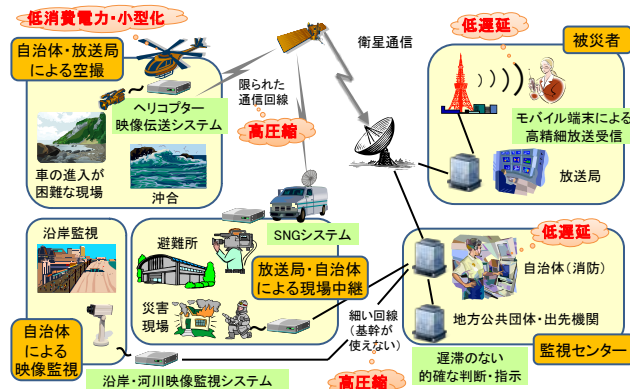 低消費電力・小型化
自治体・放送局
による空撮
ヘリコプター
映像伝送システム
車の進入が
困難な現場
沖合
限られた
通信回線
高圧縮
衛星通信
低遅延
被災者
モバイル端末による
高精細放送受信
放送局
沿岸監視
避難所
SNGシステム
放送局・自治体
による現場中継
災害
現場
細い回線
(基幹が
使えない)
高圧縮
自治体
による
映像監視
沿岸・河川映像監視システム
低遅延
自治体(消防)
地方公共団体・出先機関
監視センター
遅滞のない
的確な判断・指示